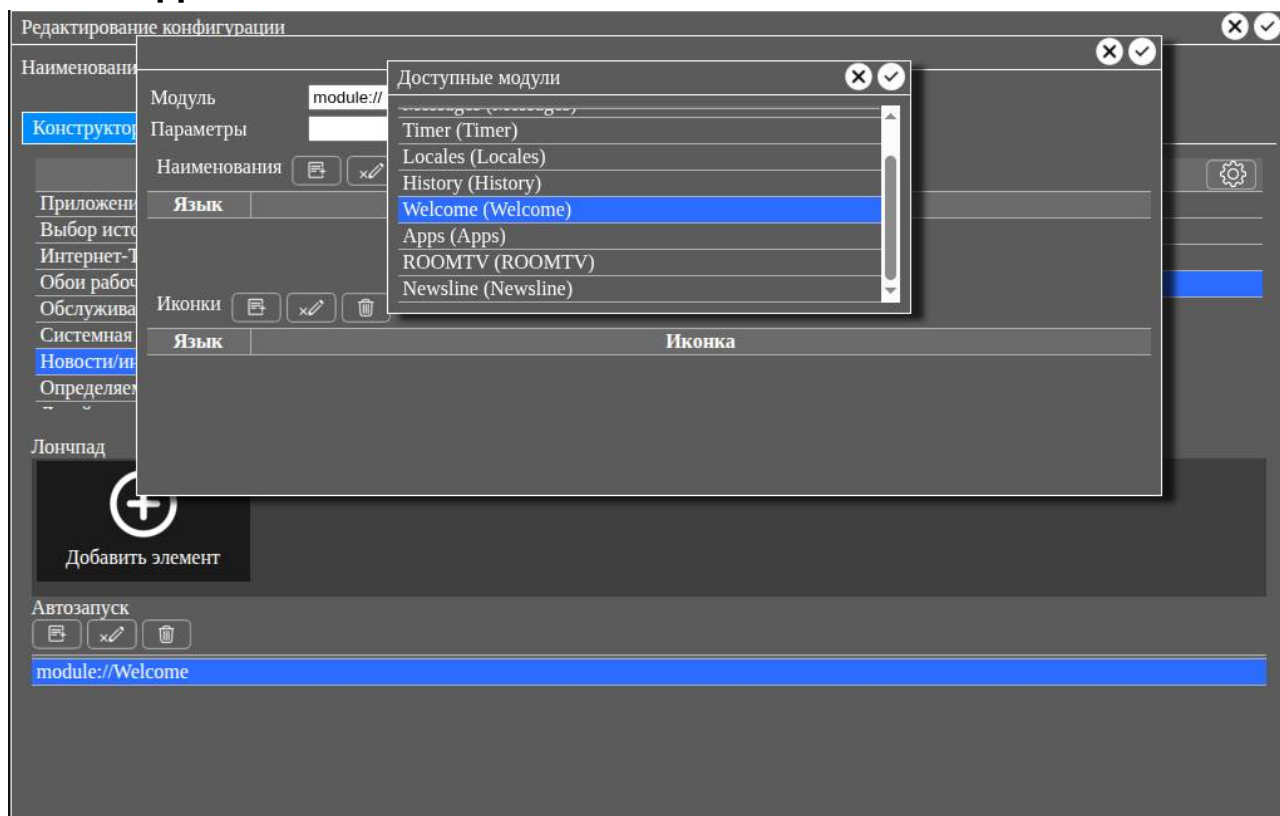 Редактирование конфигурации
Наименовани
Доступные модули
Модуль
module://
Параметры
Timer (Timer)
Locales (Locales)
History (History)
Welcome (Welcome)
Apps (Apps)
ROOMTV (ROOMTV)
Newsline (Newsline)
Конструктор
Наименования
Язык
Приложени
Выбор исто
Интернет-Т
Обои рабоч
Обслужива
Системная
Новости/ин
Определяем
Иконки
Язык
Иконка
Лончпад
Добавить элемент
Автозапуск
module://Welcome